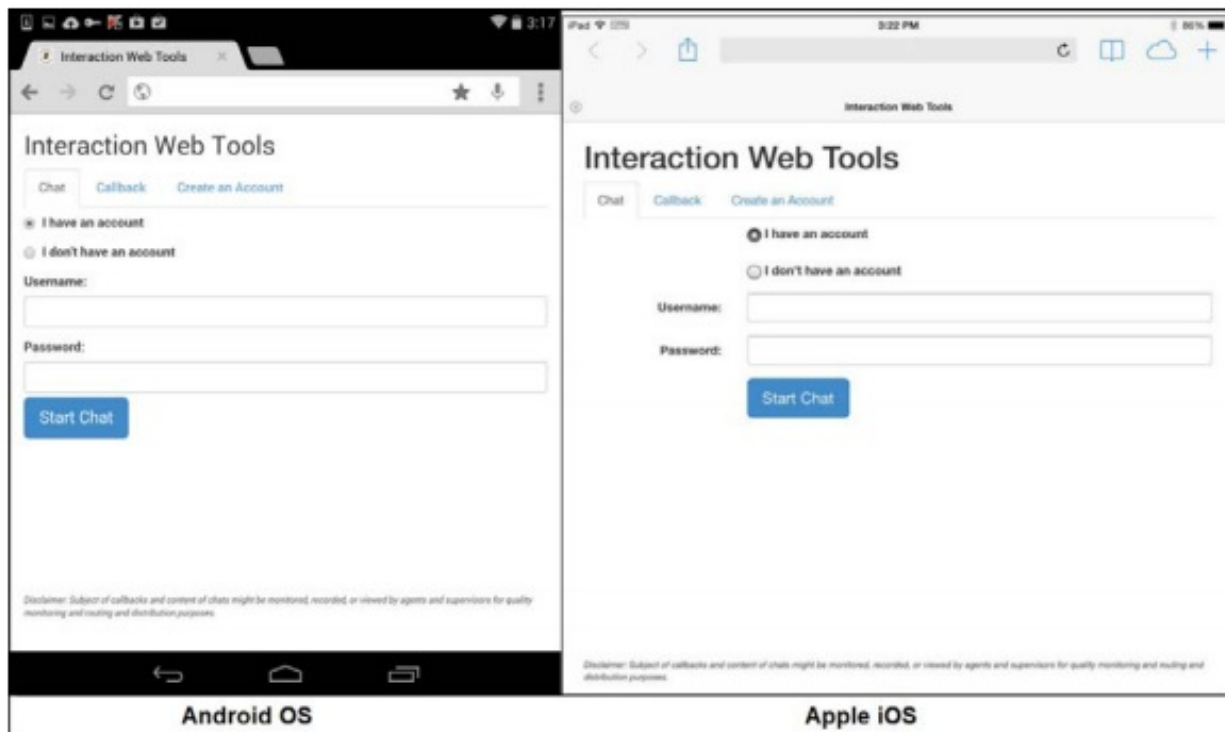 3:17
Interaction Web Tools
Interaction Web Tools
Chat Callback Create an Account
I have an account
I don't have an account
Username:
Password:
Start Chat
Disclaimer: Subject of callbacks and content of chats might be monitored, recorded, or viewed by agents and supervisors for quality
monitoring and routing and distribution purposes.
Android OS
iPad 3:22 PM 86%
Interaction Web Tools
Interaction Web Tools
Chat Callback Create an Account
I have an account
I don't have an account
Username:
Password:
Start Chat
Disclaimer: Subject of callbacks and content of chats might be monitored, recorded, or viewed by agents and supervisors for quality monitoring and routing and
distribution purposes.
Apple iOS